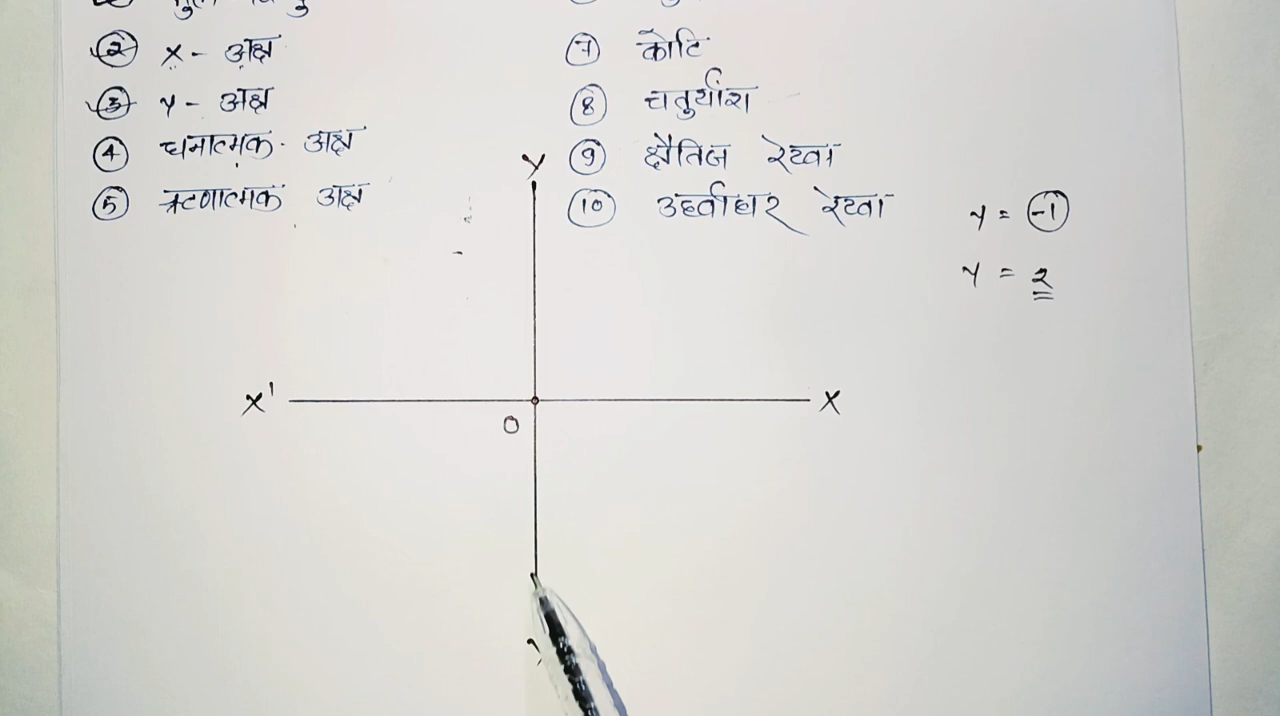 ② x - अक्ष
③ y - अक्ष
④ धनात्मक अक्ष
⑤ ऋणात्मक अक्ष
⑦ कोटि
⑧ चतुर्थांश
⑨ क्षैतिज रेखा
⑩ उर्ध्वाधर रेखा
y = -1
y = 2
Y
X' O X